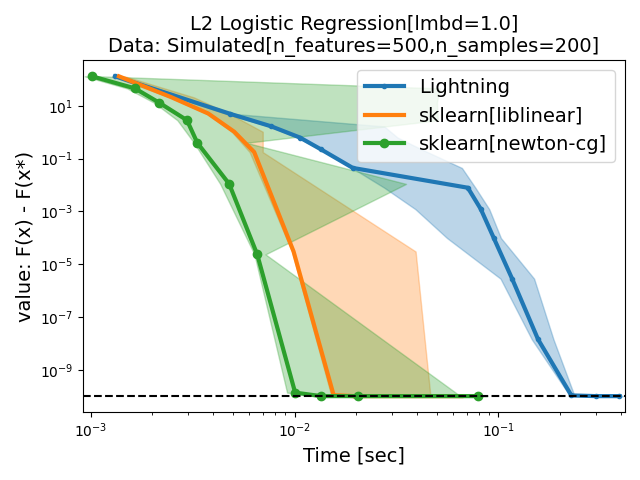 L2 Logistic Regression[lmbd=1.0]
Data: Simulated[n_features=500,n_samples=200]
Lightning
sklearn[liblinear]
sklearn[newton-cg]
value: F(x) - F(x*)
10^1
10^-1
10^-3
10^-5
10^-7
10^-9
10^-3
10^-2
10^-1
Time [sec]